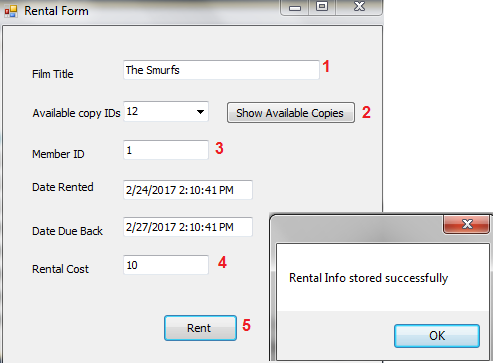 Rental Form
Film Title The Smurfs 1
Available copy IDs 12 Show Available Copies 2
Member ID 1 3
Date Rented 2/24/2017 2:10:41 PM
Date Due Back 2/27/2017 2:10:41 PM
Rental Cost 10 4
Rental Info stored successfully
Rent 5
OK